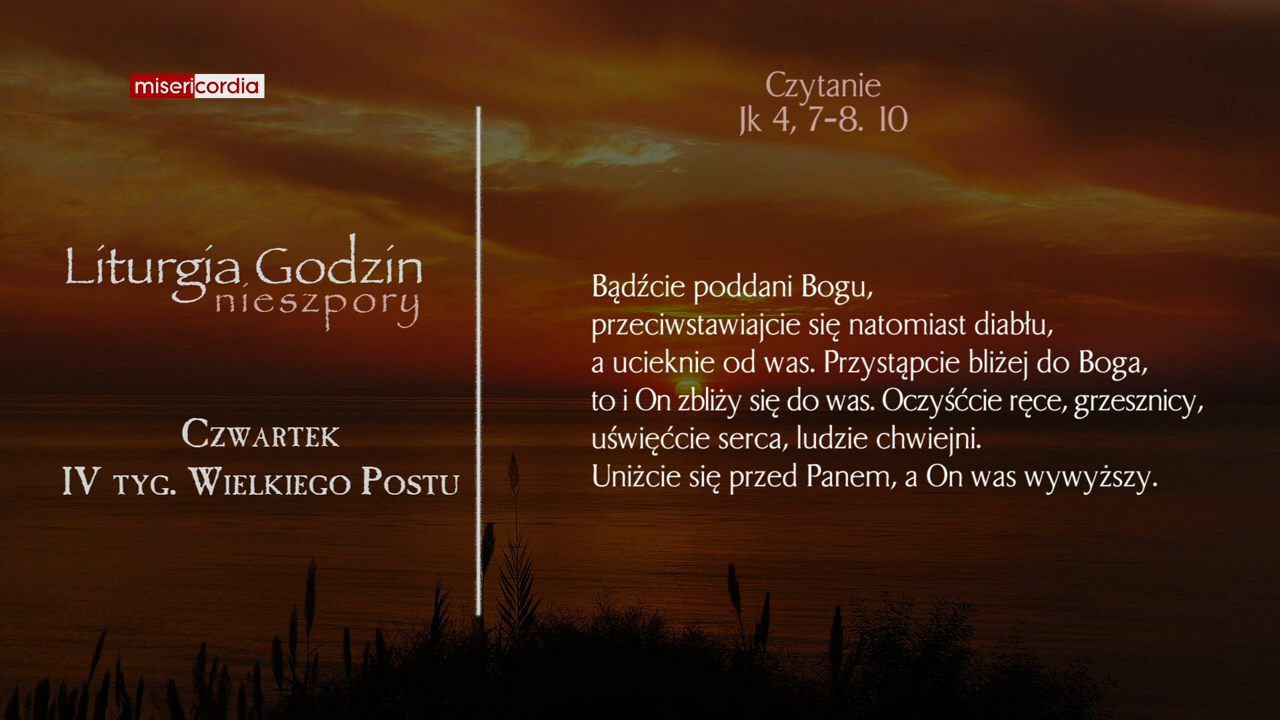 misericordia
Liturgia Godzin
nieszpory
Czwartek
IV tyg. Wielkiego Postu
Czytanie
Jk 4, 7-8. 10
Bądźcie poddani Bogu,
przeciwstawiajcie się natomiast diabłu,
a ucieknie od was. Przystąpcie bliżej do Boga,
to i On zbliży się do was. Oczyśćcie ręce, grzesznicy,
uświęćcie serca, ludzie chwiejni.
Uniżcie się przed Panem, a On was wywyższy.